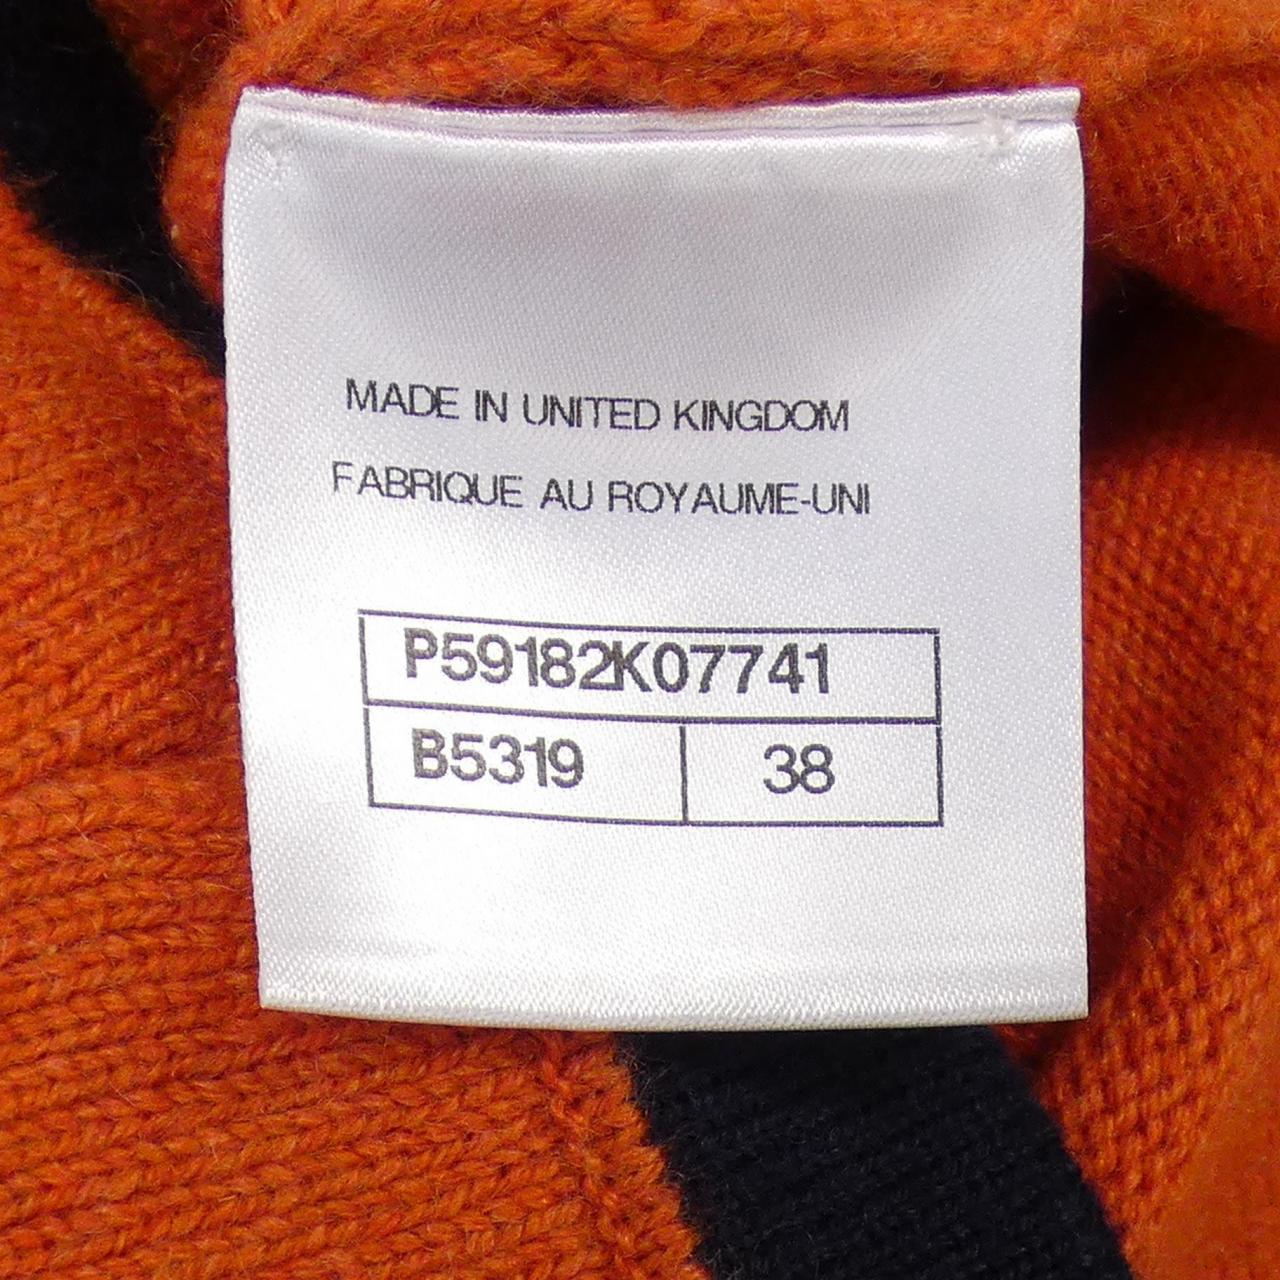 MADE IN UNITED KINGDOM
FABRIQUE AU ROYAUME-UNI
P59182K07741
B5319 38